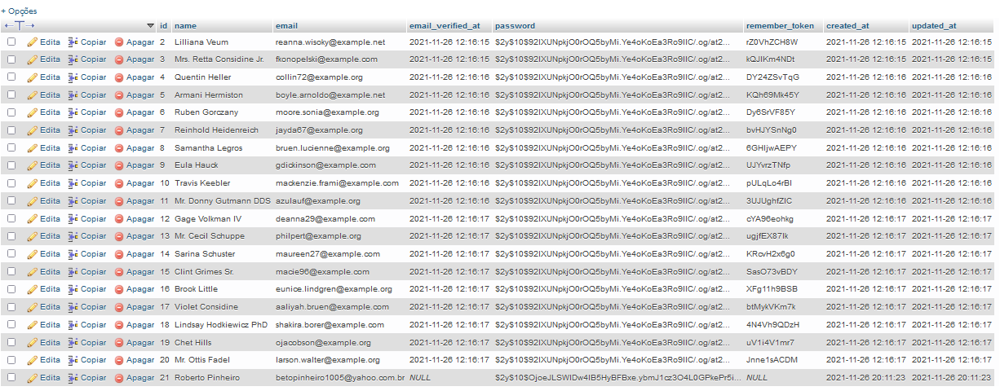 + Opções
←T→ id name email email_verified_at password remember_token created_at updated_at
Edita Copiar Apagar 2 Lilliana Veum reanna.wisoky@example.net 2021-11-26 12:16:15 $2y$10$92IXUNpkjO0rOQ5byMi.Ye4oKoEa3Ro9llC/.og/at2... rZ0VhZCH8W 2021-11-26 12:16:15 2021-11-26 12:16:15
Edita Copiar Apagar 3 Mrs. Retta Considine Jr. fkonopelski@example.com 2021-11-26 12:16:15 $2y$10$92IXUNpkjO0rOQ5byMi.Ye4oKoEa3Ro9llC/.og/at2... kQJIKm4NDt 2021-11-26 12:16:15 2021-11-26 12:16:15
Edita Copiar Apagar 4 Quentin Heller collin72@example.org 2021-11-26 12:16:16 $2y$10$92IXUNpkjO0rOQ5byMi.Ye4oKoEa3Ro9llC/.og/at2... DY24ZSvTqG 2021-11-26 12:16:16 2021-11-26 12:16:16
Edita Copiar Apagar 5 Armani Hermiston boyle.arnoldo@example.net 2021-11-26 12:16:16 $2y$10$92IXUNpkjO0rOQ5byMi.Ye4oKoEa3Ro9llC/.og/at2... KQh69Mk45Y 2021-11-26 12:16:16 2021-11-26 12:16:16
Edita Copiar Apagar 6 Ruben Gorczany moore.sonia@example.org 2021-11-26 12:16:16 $2y$10$92IXUNpkjO0rOQ5byMi.Ye4oKoEa3Ro9llC/.og/at2... Dy6SrVF85Y 2021-11-26 12:16:16 2021-11-26 12:16:16
Edita Copiar Apagar 7 Reinhold Heidenreich jayda67@example.org 2021-11-26 12:16:16 $2y$10$92IXUNpkjO0rOQ5byMi.Ye4oKoEa3Ro9llC/.og/at2... bvHJYSnNg0 2021-11-26 12:16:16 2021-11-26 12:16:16
Edita Copiar Apagar 8 Samantha Legros bruen.lucienne@example.org 2021-11-26 12:16:16 $2y$10$92IXUNpkjO0rOQ5byMi.Ye4oKoEa3Ro9llC/.og/at2... 6GHljwAEPY 2021-11-26 12:16:16 2021-11-26 12:16:16
Edita Copiar Apagar 9 Eula Hauck gdickinson@example.com 2021-11-26 12:16:16 $2y$10$92IXUNpkjO0rOQ5byMi.Ye4oKoEa3Ro9llC/.og/at2... UJYvrzTNfp 2021-11-26 12:16:16 2021-11-26 12:16:16
Edita Copiar Apagar 10 Travis Keebler mackenzie.frami@example.com 2021-11-26 12:16:16 $2y$10$92IXUNpkjO0rOQ5byMi.Ye4oKoEa3Ro9llC/.og/at2... pULqLo4rBI 2021-11-26 12:16:16 2021-11-26 12:16:16
Edita Copiar Apagar 11 Mr. Donny Gutmann DDS azulauf@example.org 2021-11-26 12:16:16 $2y$10$92IXUNpkjO0rOQ5byMi.Ye4oKoEa3Ro9llC/.og/at2... 3UJUghfZIC 2021-11-26 12:16:16 2021-11-26 12:16:16
Edita Copiar Apagar 12 Gage Volkman IV deanna29@example.com 2021-11-26 12:16:17 $2y$10$92IXUNpkjO0rOQ5byMi.Ye4oKoEa3Ro9llC/.og/at2... cYA96eohkg 2021-11-26 12:16:17 2021-11-26 12:16:17
Edita Copiar Apagar 13 Mr. Cecil Schuppe philpert@example.com 2021-11-26 12:16:17 $2y$10$92IXUNpkjO0rOQ5byMi.Ye4oKoEa3Ro9llC/.og/at2... ugjfEX87Ik 2021-11-26 12:16:17 2021-11-26 12:16:17
Edita Copiar Apagar 14 Sarina Schuster maureen27@example.com 2021-11-26 12:16:17 $2y$10$92IXUNpkjO0rOQ5byMi.Ye4oKoEa3Ro9llC/.og/at2... KRcvH2x6g0 2021-11-26 12:16:17 2021-11-26 12:16:17
Edita Copiar Apagar 15 Clint Grimes Sr. macie96@example.com 2021-11-26 12:16:17 $2y$10$92IXUNpkjO0rOQ5byMi.Ye4oKoEa3Ro9llC/.og/at2... SasO73vBDY 2021-11-26 12:16:17 2021-11-26 12:16:17
Edita Copiar Apagar 16 Brook Little eunice.lindgren@example.org 2021-11-26 12:16:17 $2y$10$92IXUNpkjO0rOQ5byMi.Ye4oKoEa3Ro9llC/.og/at2... XFg11h9BSB 2021-11-26 12:16:17 2021-11-26 12:16:17
Edita Copiar Apagar 17 Violet Considine aaliyah.bruen@example.com 2021-11-26 12:16:17 $2y$10$92IXUNpkjO0rOQ5byMi.Ye4oKoEa3Ro9llC/.og/at2... btMykVKm7k 2021-11-26 12:16:17 2021-11-26 12:16:17
Edita Copiar Apagar 18 Lindsay Hodkiewicz PhD shakira.borer@example.com 2021-11-26 12:16:17 $2y$10$92IXUNpkjO0rOQ5byMi.Ye4oKoEa3Ro9llC/.og/at2... 4N4Vh9QDzH 2021-11-26 12:16:17 2021-11-26 12:16:17
Edita Copiar Apagar 19 Chet Hills ojacobson@example.com 2021-11-26 12:16:17 $2y$10$92IXUNpkjO0rOQ5byMi.Ye4oKoEa3Ro9llC/.og/at2... uV1i4V1mr7 2021-11-26 12:16:17 2021-11-26 12:16:17
Edita Copiar Apagar 20 Mr. Ottis Fadel larson.walter@example.org 2021-11-26 12:16:17 $2y$10$92IXUNpkjO0rOQ5byMi.Ye4oKoEa3Ro9llC/.og/at2... Jnne1sACDM 2021-11-26 12:16:17 2021-11-26 12:16:17
Edita Copiar Apagar 21 Roberto Pinheiro betopinheiro1005@yahoo.com.br NULL $2y$10$OjoeJLSWIDw4IB5HyBFBxe.ybmJ1cz3O4L0GPkePr5i... NULL 2021-11-26 20:11:23 2021-11-26 20:11:23